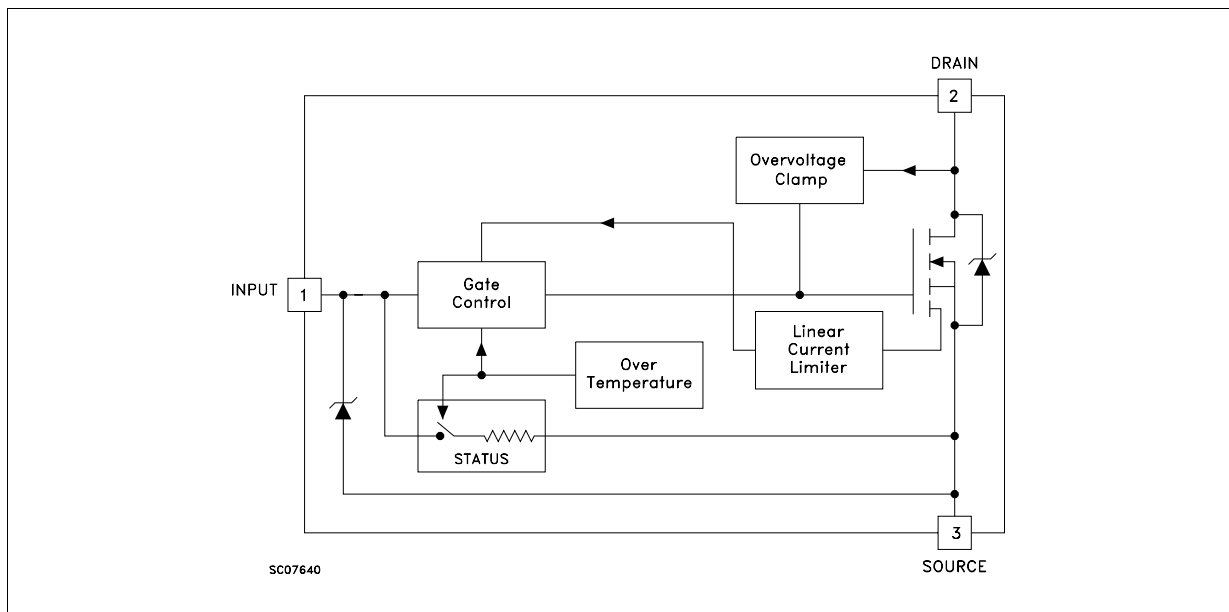 DRAIN
2
Overvoltage
Clamp
INPUT
1
Gate
Control
Linear
Current
Limiter
Over
Temperature
STATUS
3
SOURCE
SC07640